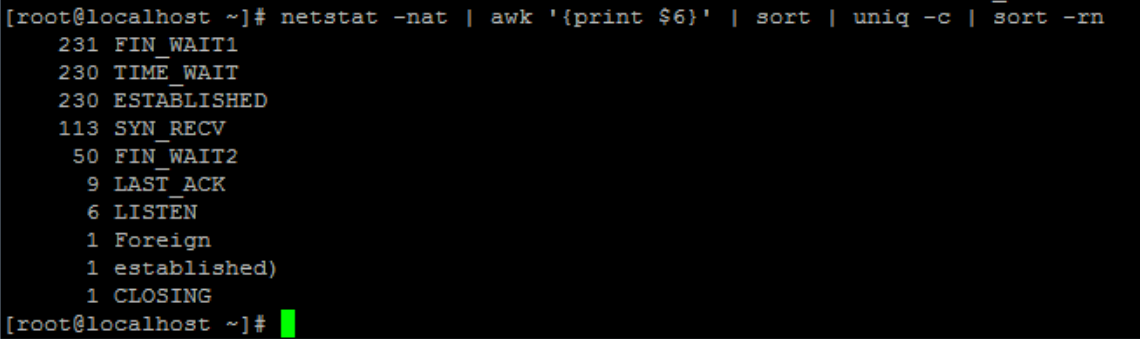 [root@localhost ~]# netstat -nat | awk '{print $6}' | sort | uniq -c | sort -rn
231 FIN_WAIT1
230 TIME_WAIT
230 ESTABLISHED
113 SYN_RECV
50 FIN_WAIT2
9 LAST_ACK
6 LISTEN
1 Foreign
1 established)
1 CLOSING
[root@localhost ~]#